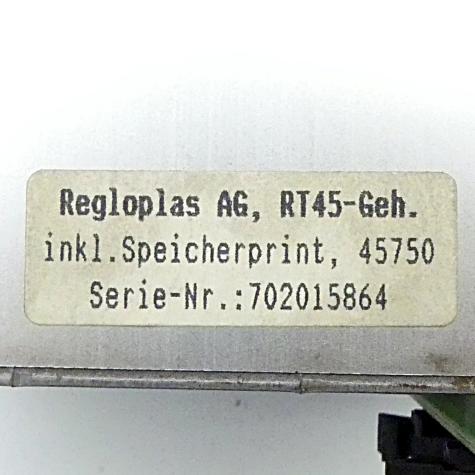 Regloplas AG, RT45-Geh.
inkl.Speicherprint, 45750
Serie-Nr.:702015864